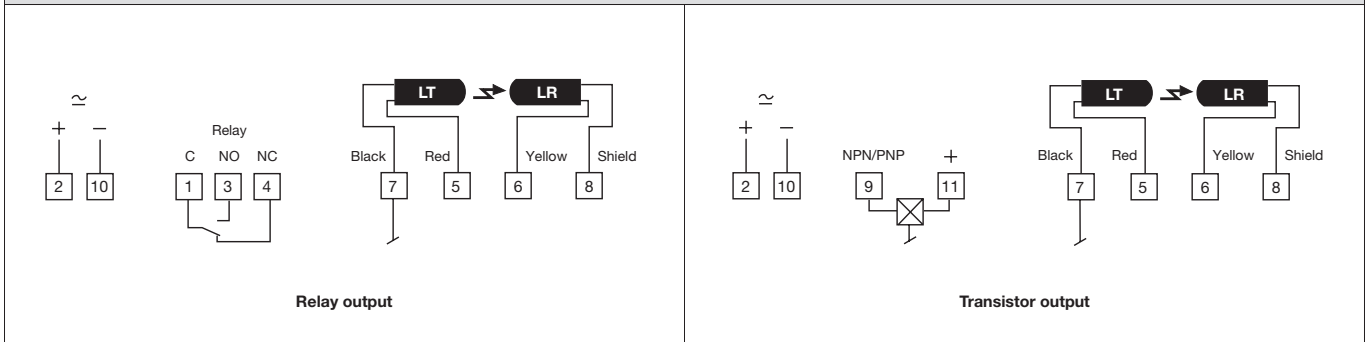 LT LR
≃
+ −
Relay
C NO NC
Black Red Yellow Shield
2 10 1 3 4 7 5 6 8
Relay output
LT LR
≃
+ −
NPN/PNP +
Black Red Yellow Shield
2 10 9 11 7 5 6 8
Transistor output